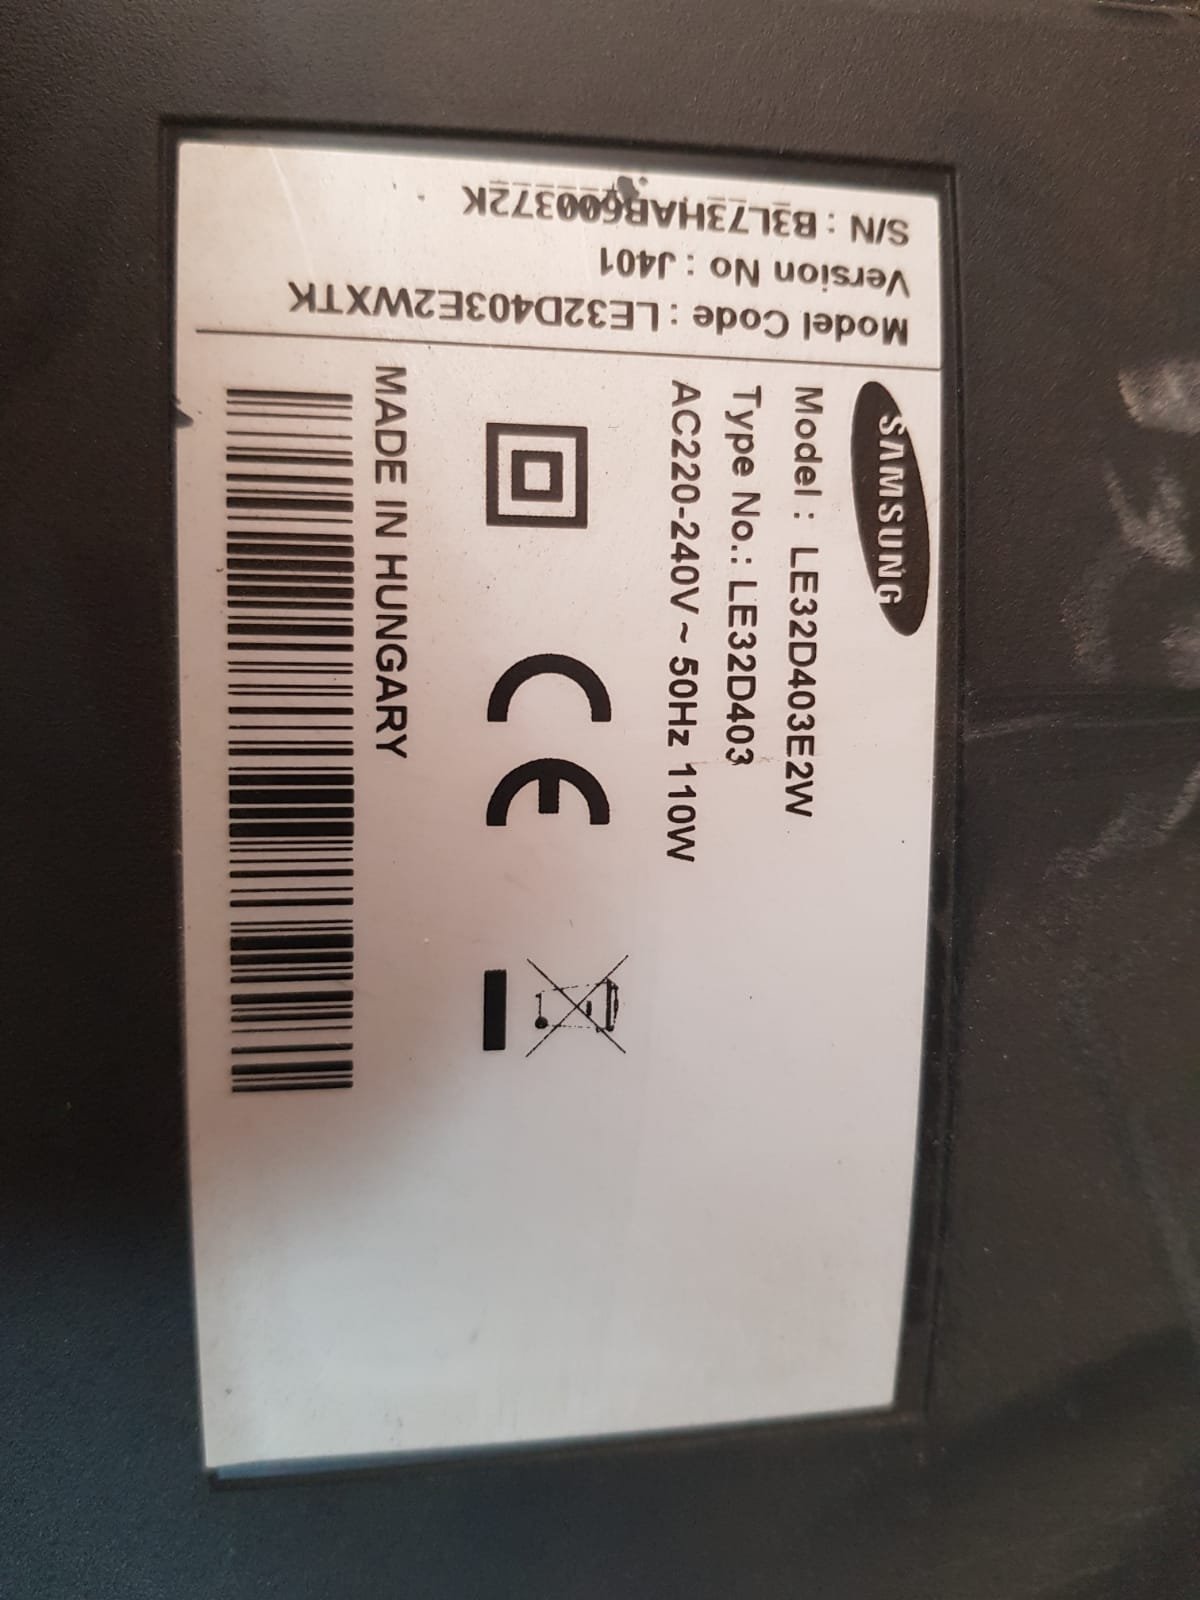 SAMSUNG
Model : LE32D403E2W
Type No.: LE32D403
AC220-240V ~ 50Hz 110W
CE
MADE IN HUNGARY
Model Code : LE32D403E2WXTK
Version No : J401
S/N : B3L73HAB600372K